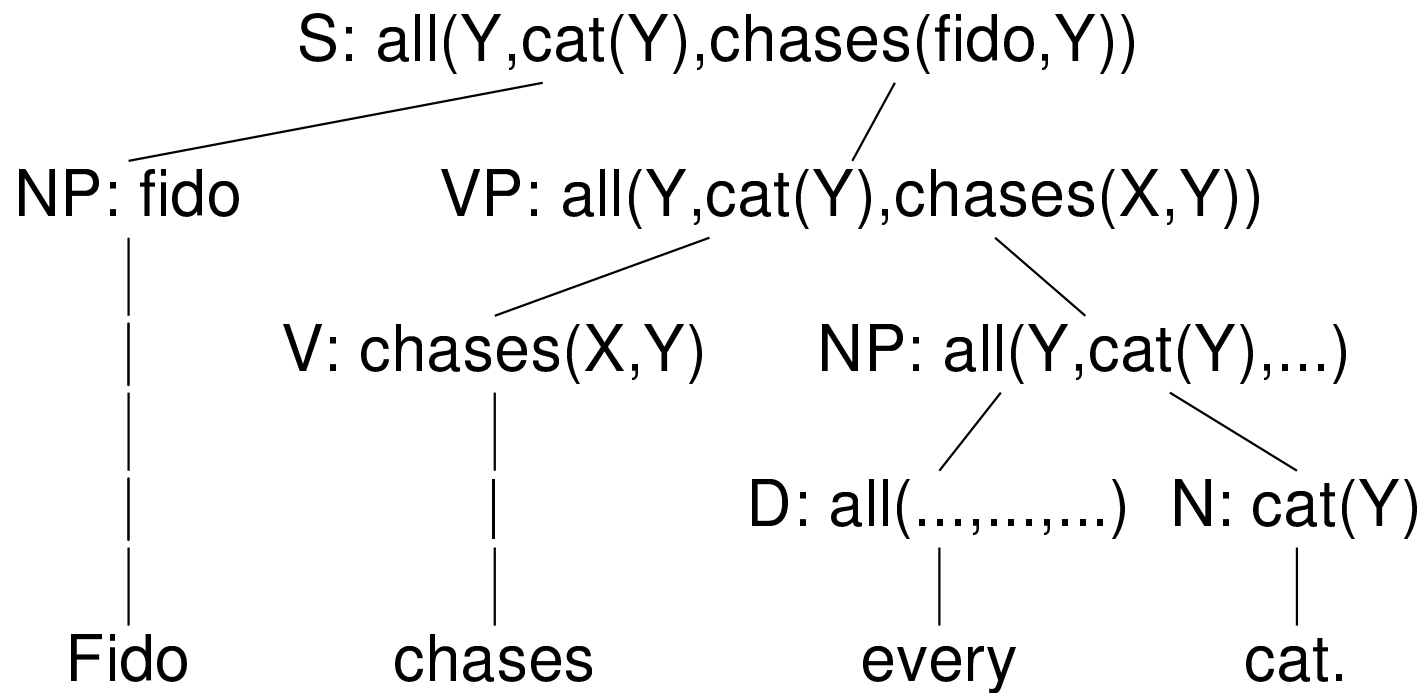 S: all(Y,cat(Y),chases(fido,Y))
NP: fido VP: all(Y,cat(Y),chases(X,Y))
V: chases(X,Y) NP: all(Y,cat(Y),...)
D: all(...,...,...) N: cat(Y)
Fido chases every cat.